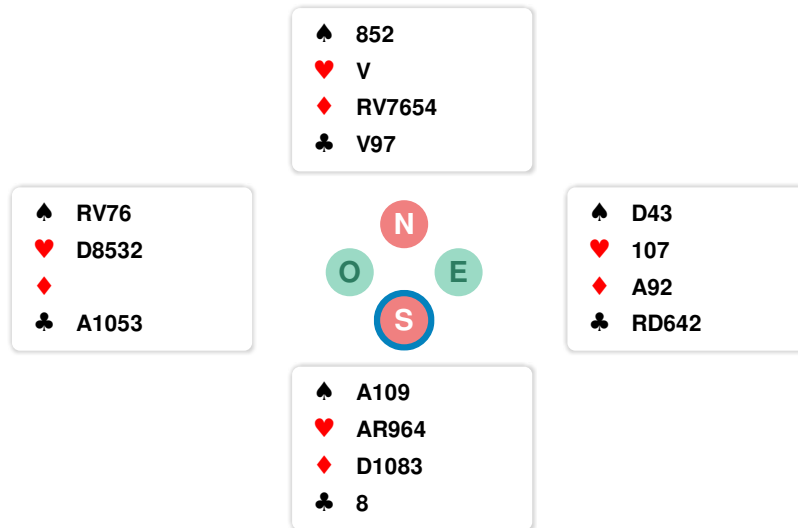 ♠ 852
♥ V
♦ RV7654
♣ V97
♠ RV76
♥ D8532
♦
♣ A1053
N
O E
S
♠ D43
♥ 107
♦ A92
♣ RD642
♠ A109
♥ AR964
♦ D1083
♣ 8